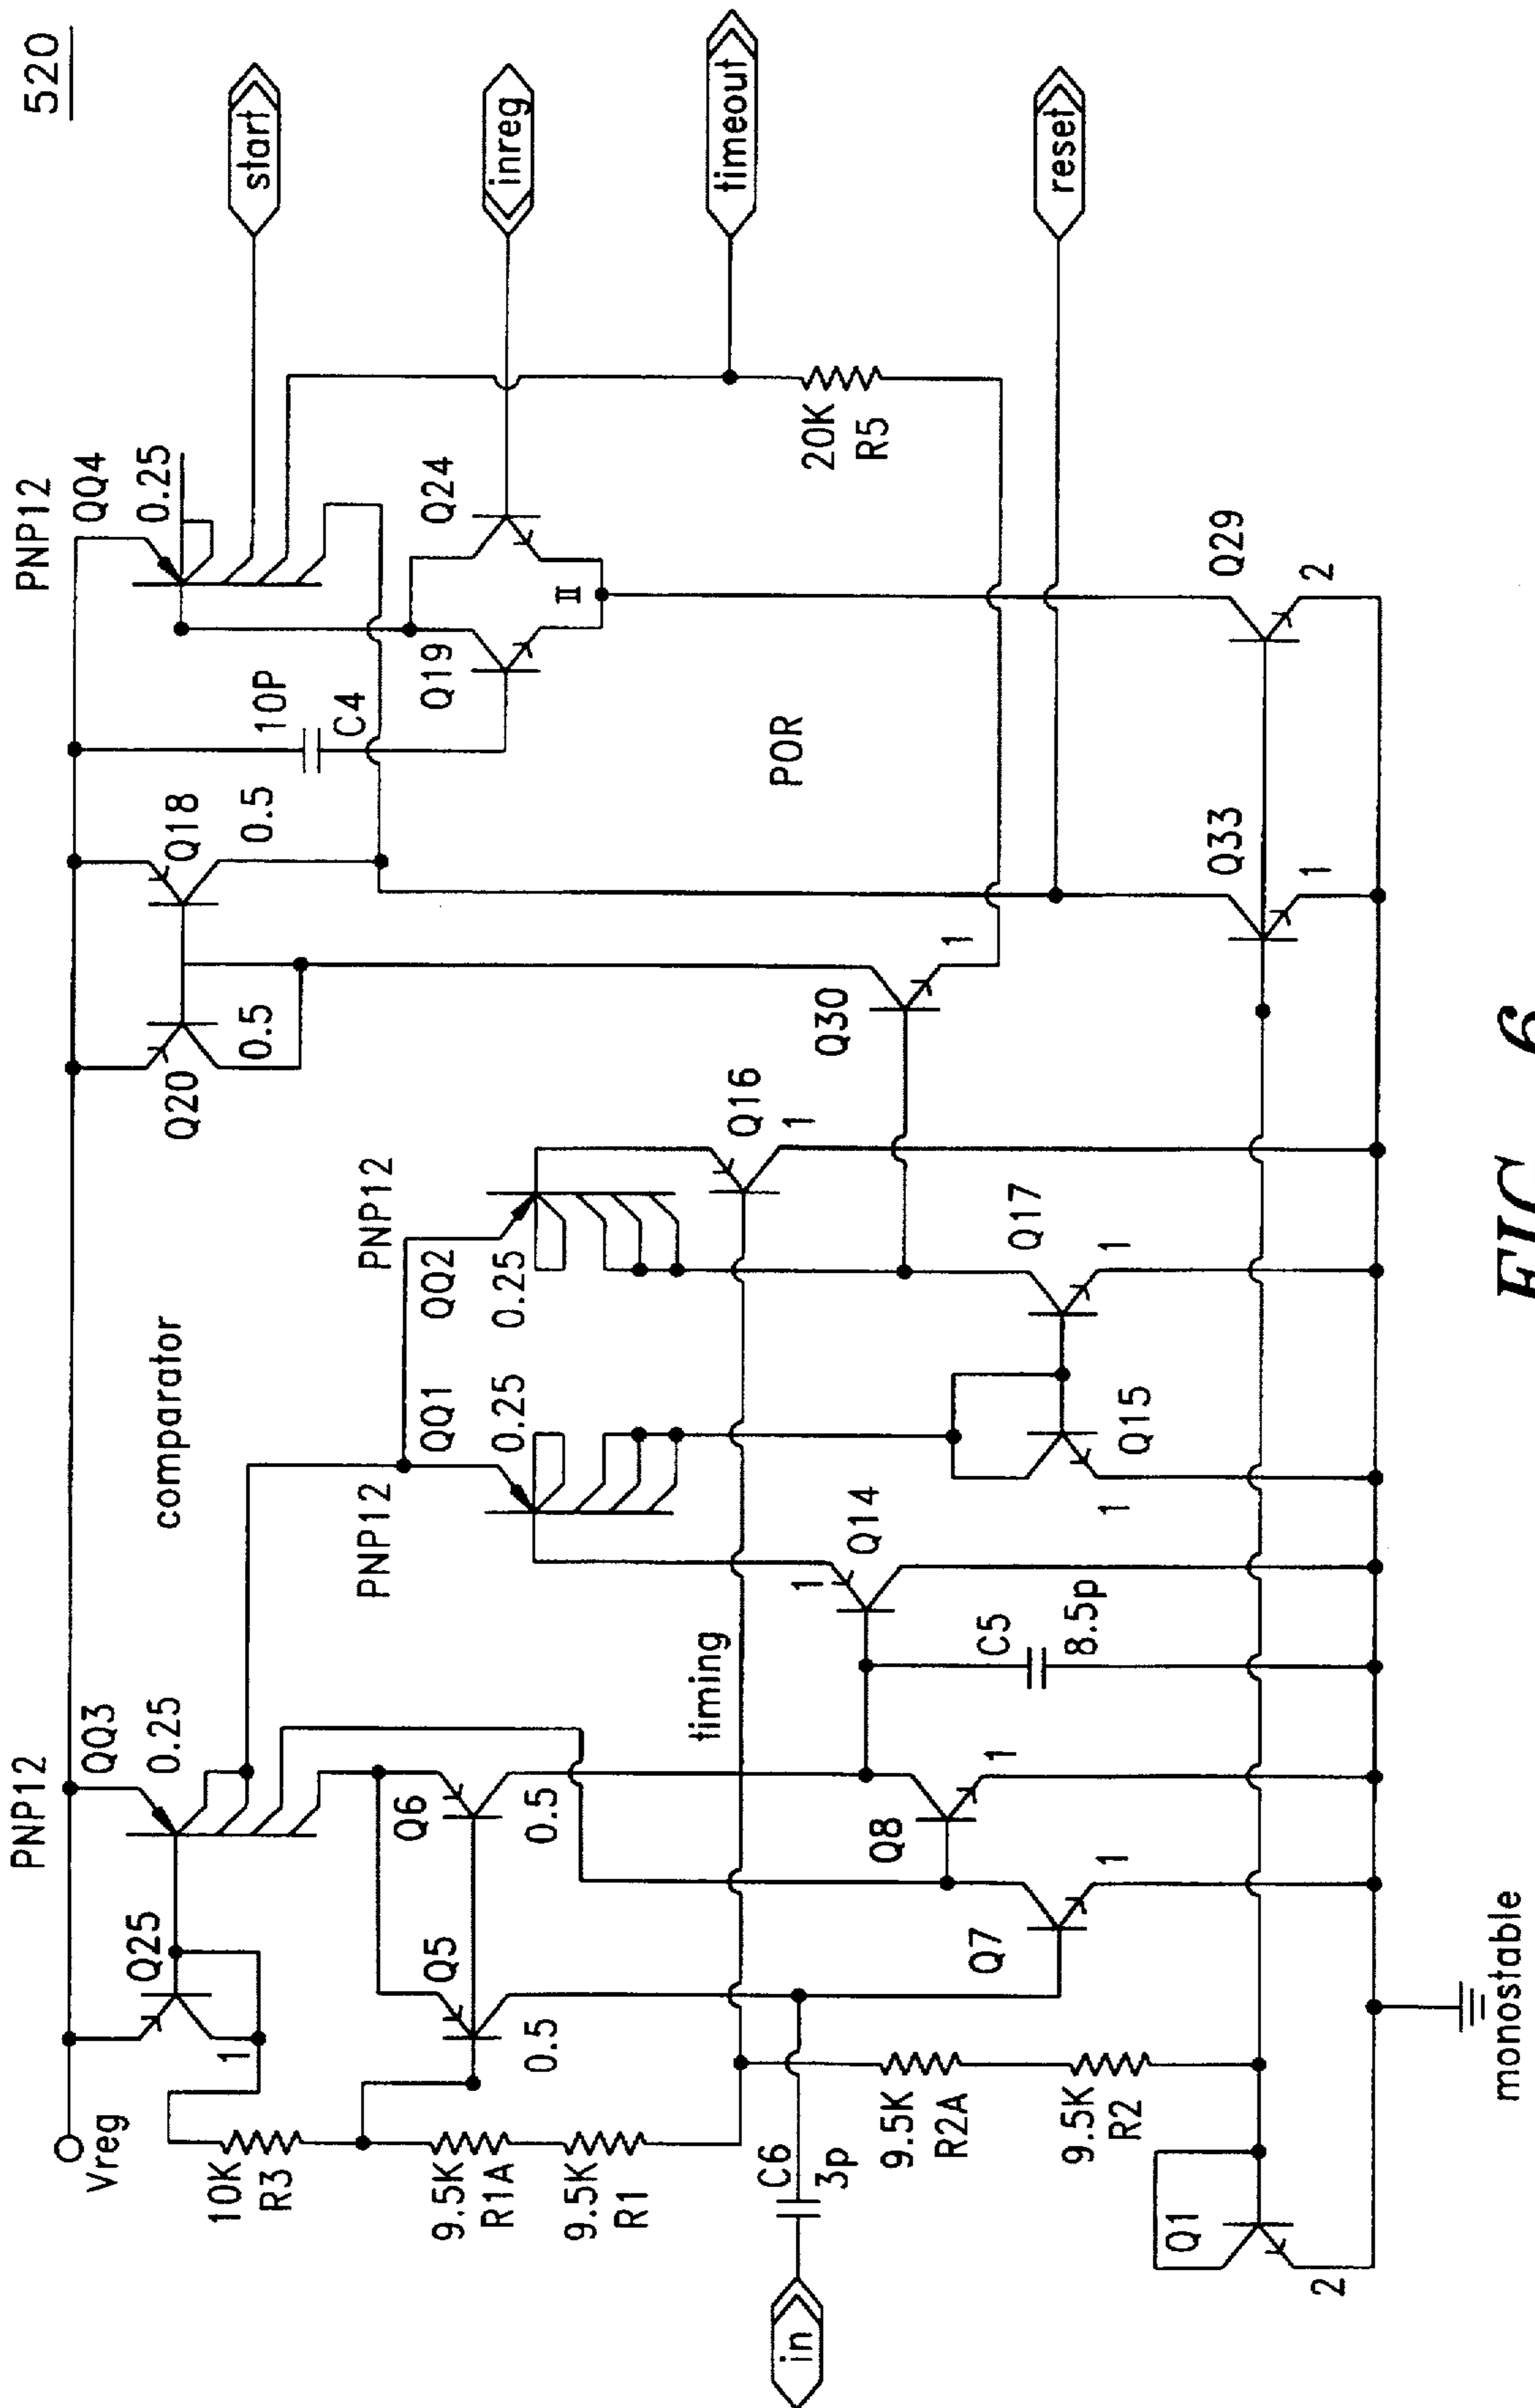 520
PNP12
QQ4
0.25
start
inreg
timeout
reset
20K
R5
Q24
II
Q19
10P
C4
POR
Q29
2
Q33
1
Q18
0.5
Q20
0.5
Q30
1
Q16
1
PNP12
QQ2
0.25
Q17
1
comparator
PNP12
QQ1
0.25
Q15
1
Q14
1
C5
8.5p
timing
PNP12
QQ3
0.25
Q25
1
Q6
0.5
Q5
0.5
Q8
1
Q7
1
Vreg
10K
R3
9.5K
R1A
9.5K
R1
C6
3p
in
9.5K
R2A
9.5K
R2
Q1
2
monostable
FIG. 6